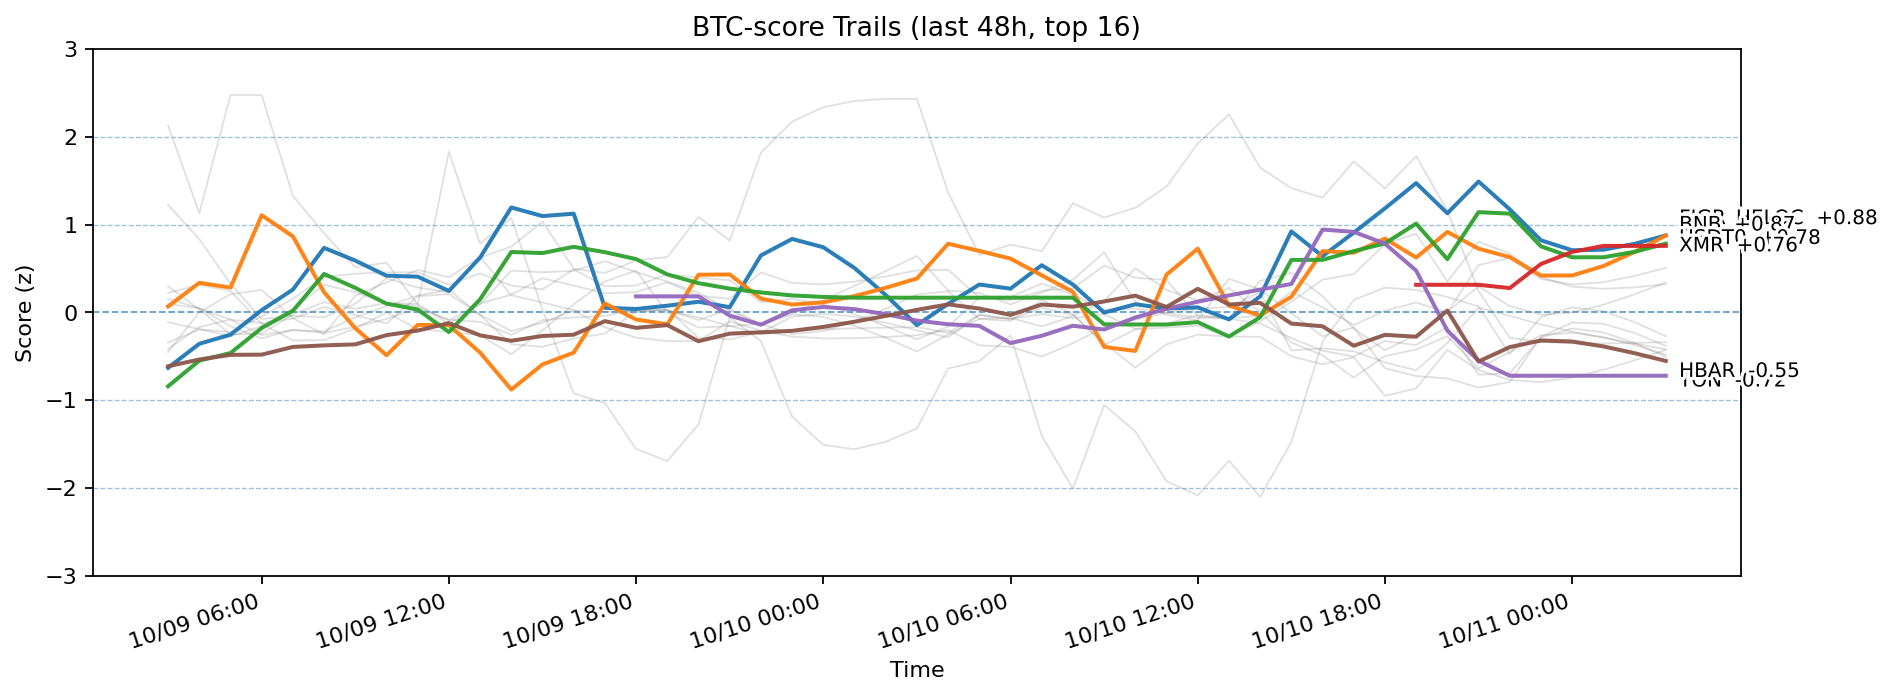 BTC-score Trails (last 48h, top 16)
Score (z)
3
2
1
0
−1
−2
−3
+0.88
BNB +0.87
XMR +0.76
HBAR -0.55
TON -0.72
10/09 06:00
10/09 12:00
10/09 18:00
10/10 00:00
10/10 06:00
10/10 12:00
10/10 18:00
10/11 00:00
Time